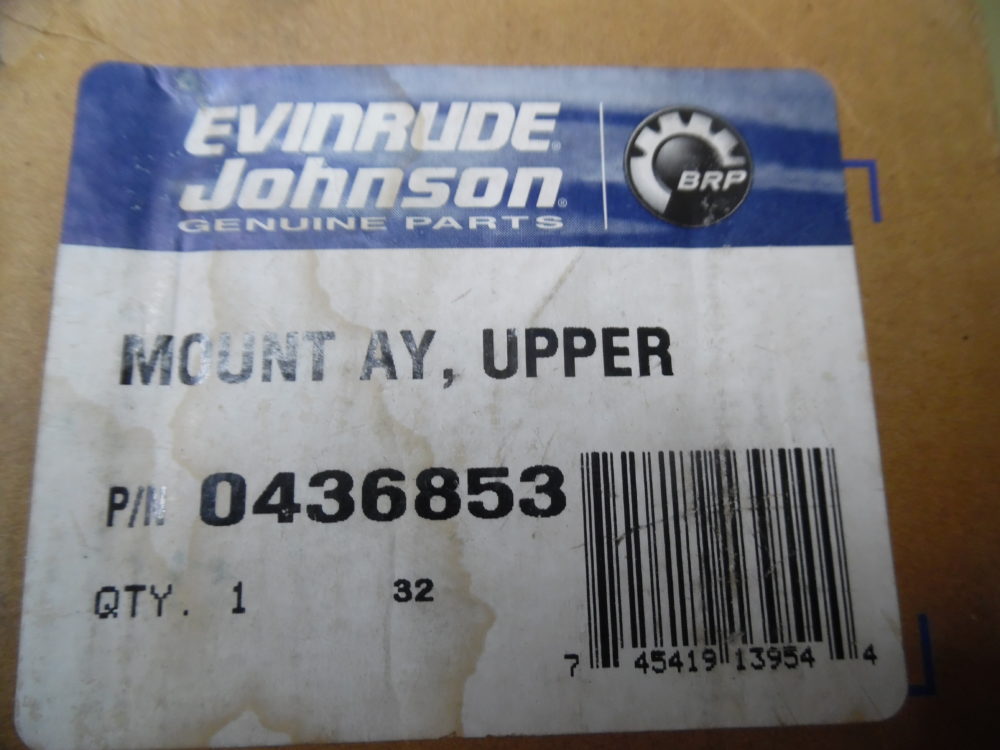 EVINRUDE®
Johnson®
GENUINE PARTS
BRP
MOUNT AY, UPPER
P/N 0436853
QTY. 1 32
7 45419 13954 4